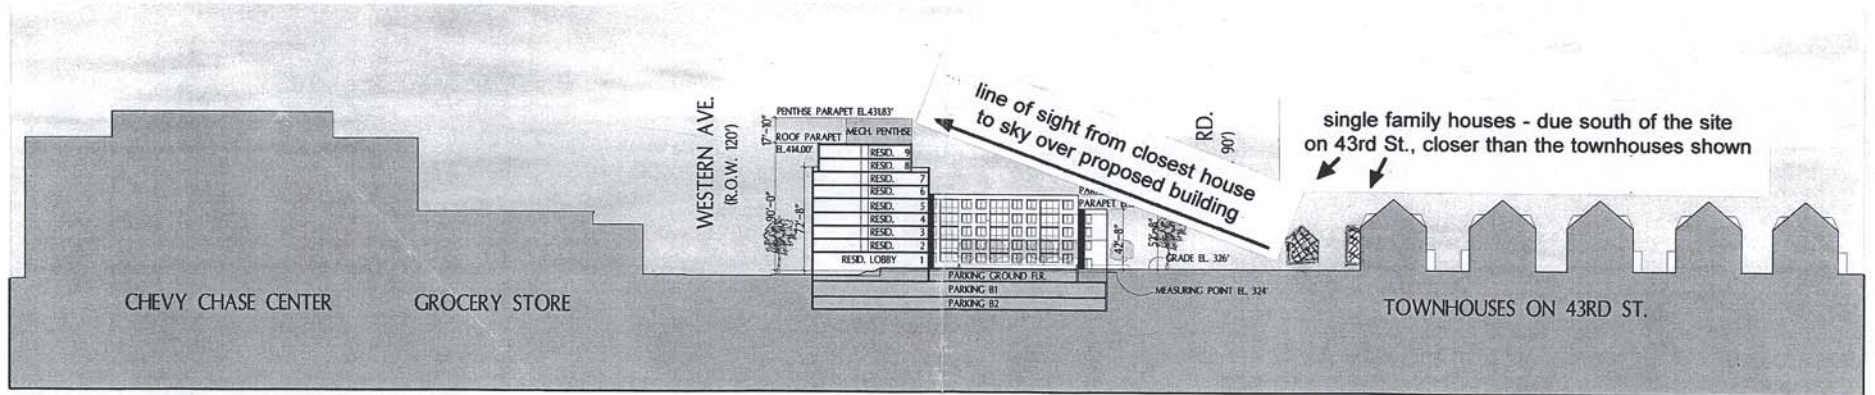 PENTHSE PARAPET EL.431.83'
WESTERN AVE.
(R.O.W. 120')
17'-10"
ROOF PARAPET
EL.414.00'
MECH. PENTHSE
RESID. 9
RESID. 8
RESID. 7
RESID. 6
RESID. 5
RESID. 4
RESID. 3
RESID. 2
RESID. LOBBY 1
90'-0"
72'-8"
PARKING GROUND FLR.
PARKING B1
PARKING B2
line of sight from closest house
to sky over proposed building
RD.
90')
PARAPET
42'-8"
GRADE EL. 326'
MEASURING POINT EL. 324'
single family houses - due south of the site
on 43rd St., closer than the townhouses shown
CHEVY CHASE CENTER
GROCERY STORE
TOWNHOUSES ON 43RD ST.